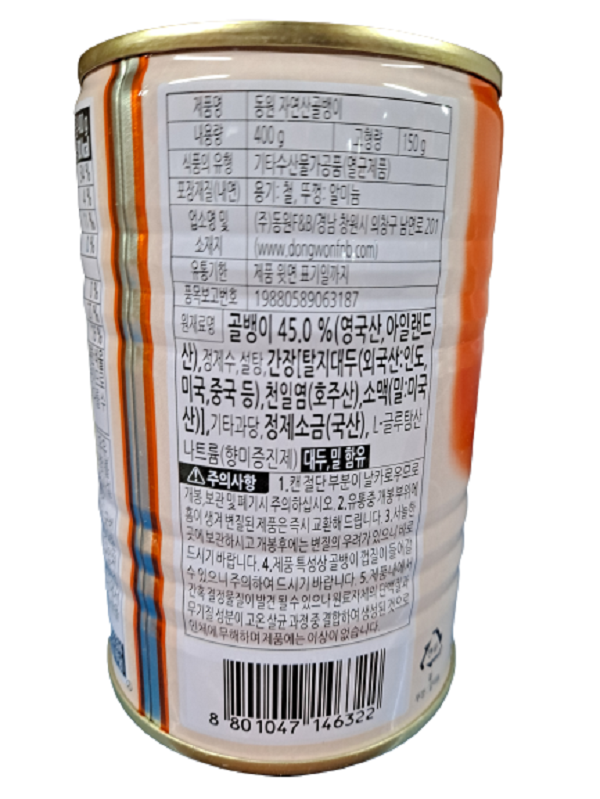 제품명 동원 자연산골뱅이
내용량 400 g 고형량 150 g
식품의 유형 기타수산물가공품(멸균제품)
포장재질(내면) 용기: 철, 뚜껑: 알미늄
업소명 및 (주)동원F&B/경남 창원시 의창구 남면로 201
소재지 (www.dongwonfnb.com)
유통기한 제품 윗면 표기일까지
품목보고번호 19880589063187
원재료명 골뱅이 45.0 %(영국산, 아일랜드
산),정제수,설탕,간장[탈지대두(외국산:인도,
미국,중국 등),천일염(호주산),소맥(밀:미국
산)],기타과당,정제소금(국산), L-글루탐산
나트륨(향미증진제) 대두,밀 함유
주의사항 1.캔 절단부분이 날카로우므로
개봉,보관 및 폐기시 주의하십시오. 2.유통중 개봉부위에
흠이 생겨 변질된 제품은 즉시 교환해 드립니다. 3.서늘한
곳에 보관하시고 개봉후에는 변질의 우려가 있으니 바로
드시기 바랍니다. 4.제품 특성상 골뱅이 껍질이 들어갈
수 있으니 주의하여 드시기 바랍니다. 5. 제품내에서
간혹 결정물질이 발견 될 수 있으나 원료자체의 단백질과
무기질 성분이 고온 살균 과정중 결합하여 생성된 것으로
인체에 무해하며 제품에는 이상이 없습니다.
8 801047 146322